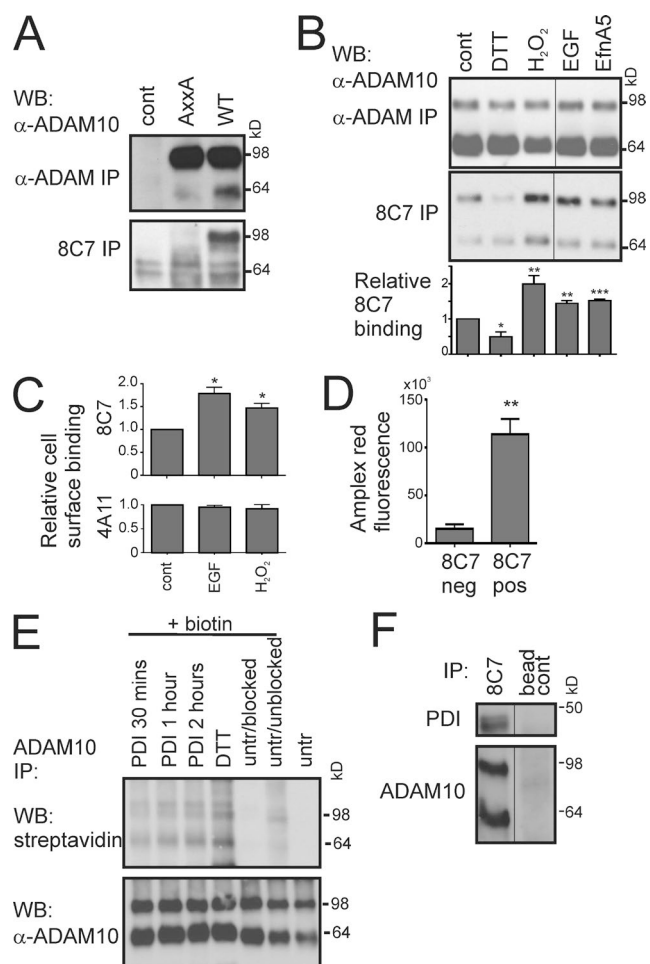 A
WB:
α-ADAM10
cont
AxxA
WT
kD
α-ADAM IP
98
64
8C7 IP
98
64
B
WB:
α-ADAM10
cont
DTT
H₂O₂
EGF
EfnA5
kD
α-ADAM IP
98
64
8C7 IP
98
64
Relative
8C7
binding
2
1
0
*
**
**
***
C
Relative cell
surface binding
8C7
2.0
1.5
1.0
0.5
0
*
*
4A11
1.0
0.5
0
cont
EGF
H₂O₂
D
Amplex red
fluorescence
x10³
150
100
50
0
**
8C7
neg
8C7
pos
E
+ biotin
PDI 30 mins
PDI 1 hour
PDI 2 hours
DTT
untr/blocked
untr/unblocked
untr
kD
ADAM10
IP:
WB:
streptavidin
98
64
WB:
α-ADAM10
98
64
F
IP:
8C7
bead
cont
kD
PDI
50
ADAM10
98
64